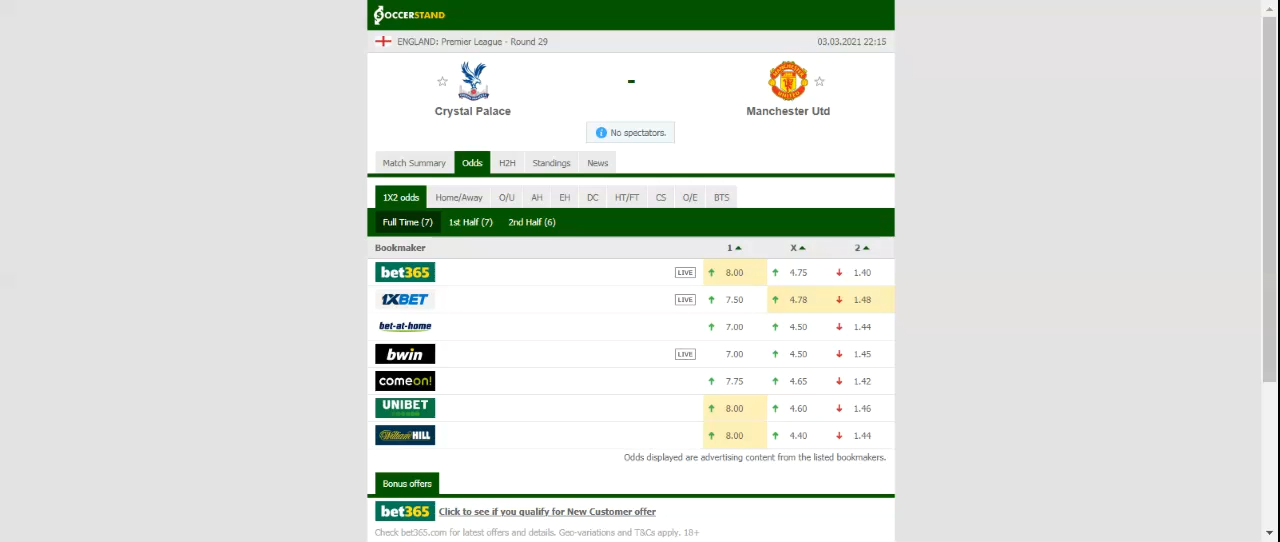 SOCCERSTAND
ENGLAND: Premier League - Round 29 03.03.2021 22:15
-
Crystal Palace Manchester Utd
No spectators.
Match Summary Odds H2H Standings News
1X2 odds Home/Away O/U AH EH DC HT/FT CS O/E BTS
Full Time (7) 1st Half (7) 2nd Half (6)
Bookmaker 1 X 2
bet365 LIVE 8.00 4.75 1.40
1XBET LIVE 7.50 4.78 1.48
bet-at-home 7.00 4.50 1.44
bwin LIVE 7.00 4.50 1.45
comeon! 7.75 4.65 1.42
UNIBET 8.00 4.60 1.46
William HILL 8.00 4.40 1.44
Odds displayed are advertising content from the listed bookmakers.
Bonus offers
bet365 Click to see if you qualify for New Customer offer
Check bet365.com for latest offers and details. Geo-variations and T&Cs apply. 18+